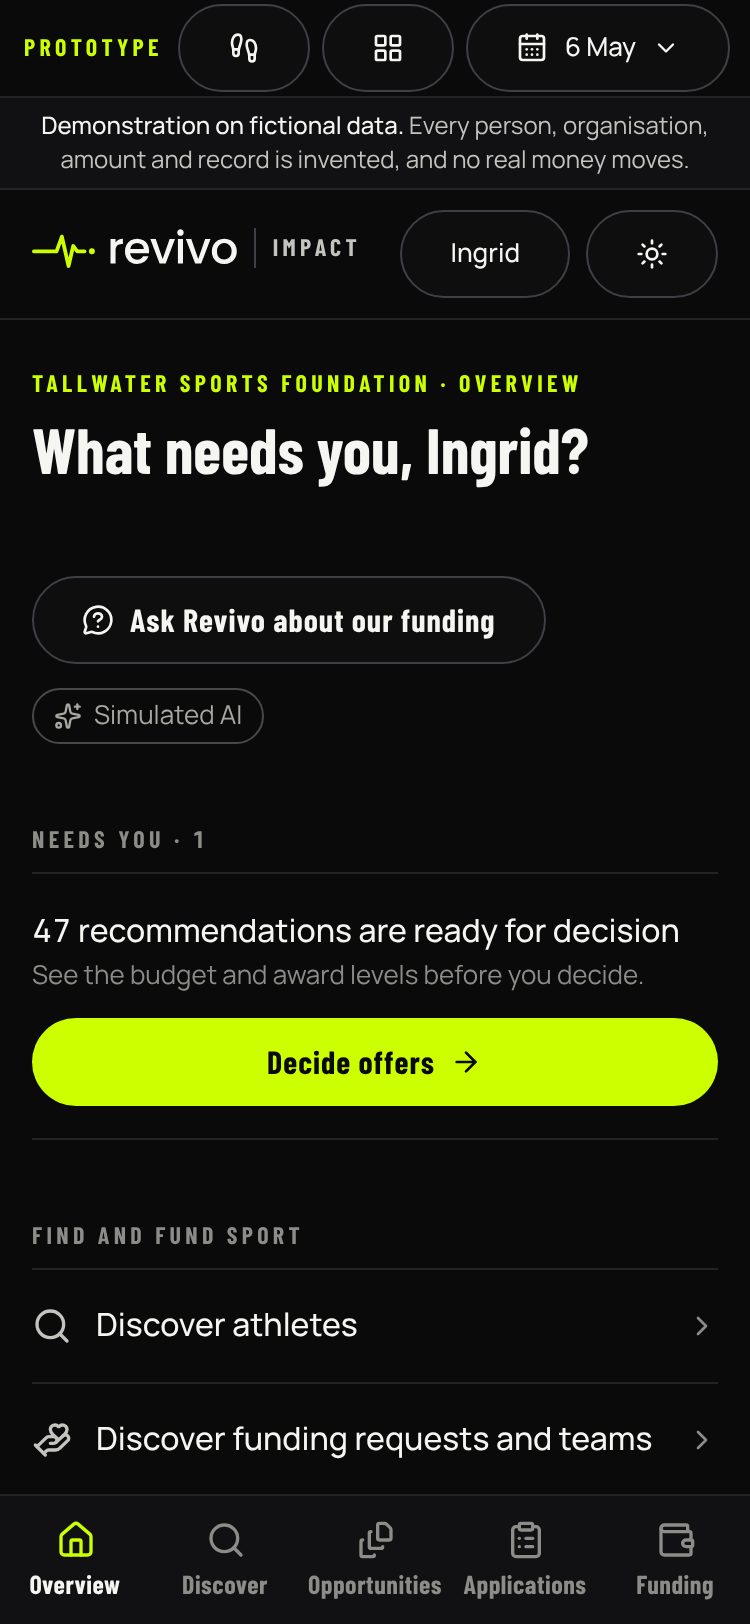 PROTOTYPE
6 May
Demonstration on fictional data. Every person, organisation,
amount and record is invented, and no real money moves.
revivo
IMPACT
Ingrid
TALLWATER SPORTS FOUNDATION · OVERVIEW
What needs you, Ingrid?
Ask Revivo about our funding
Simulated AI
NEEDS YOU · 1
47 recommendations are ready for decision
See the budget and award levels before you decide.
Decide offers
FIND AND FUND SPORT
Discover athletes
Discover funding requests and teams
Overview
Discover
Opportunities
Applications
Funding